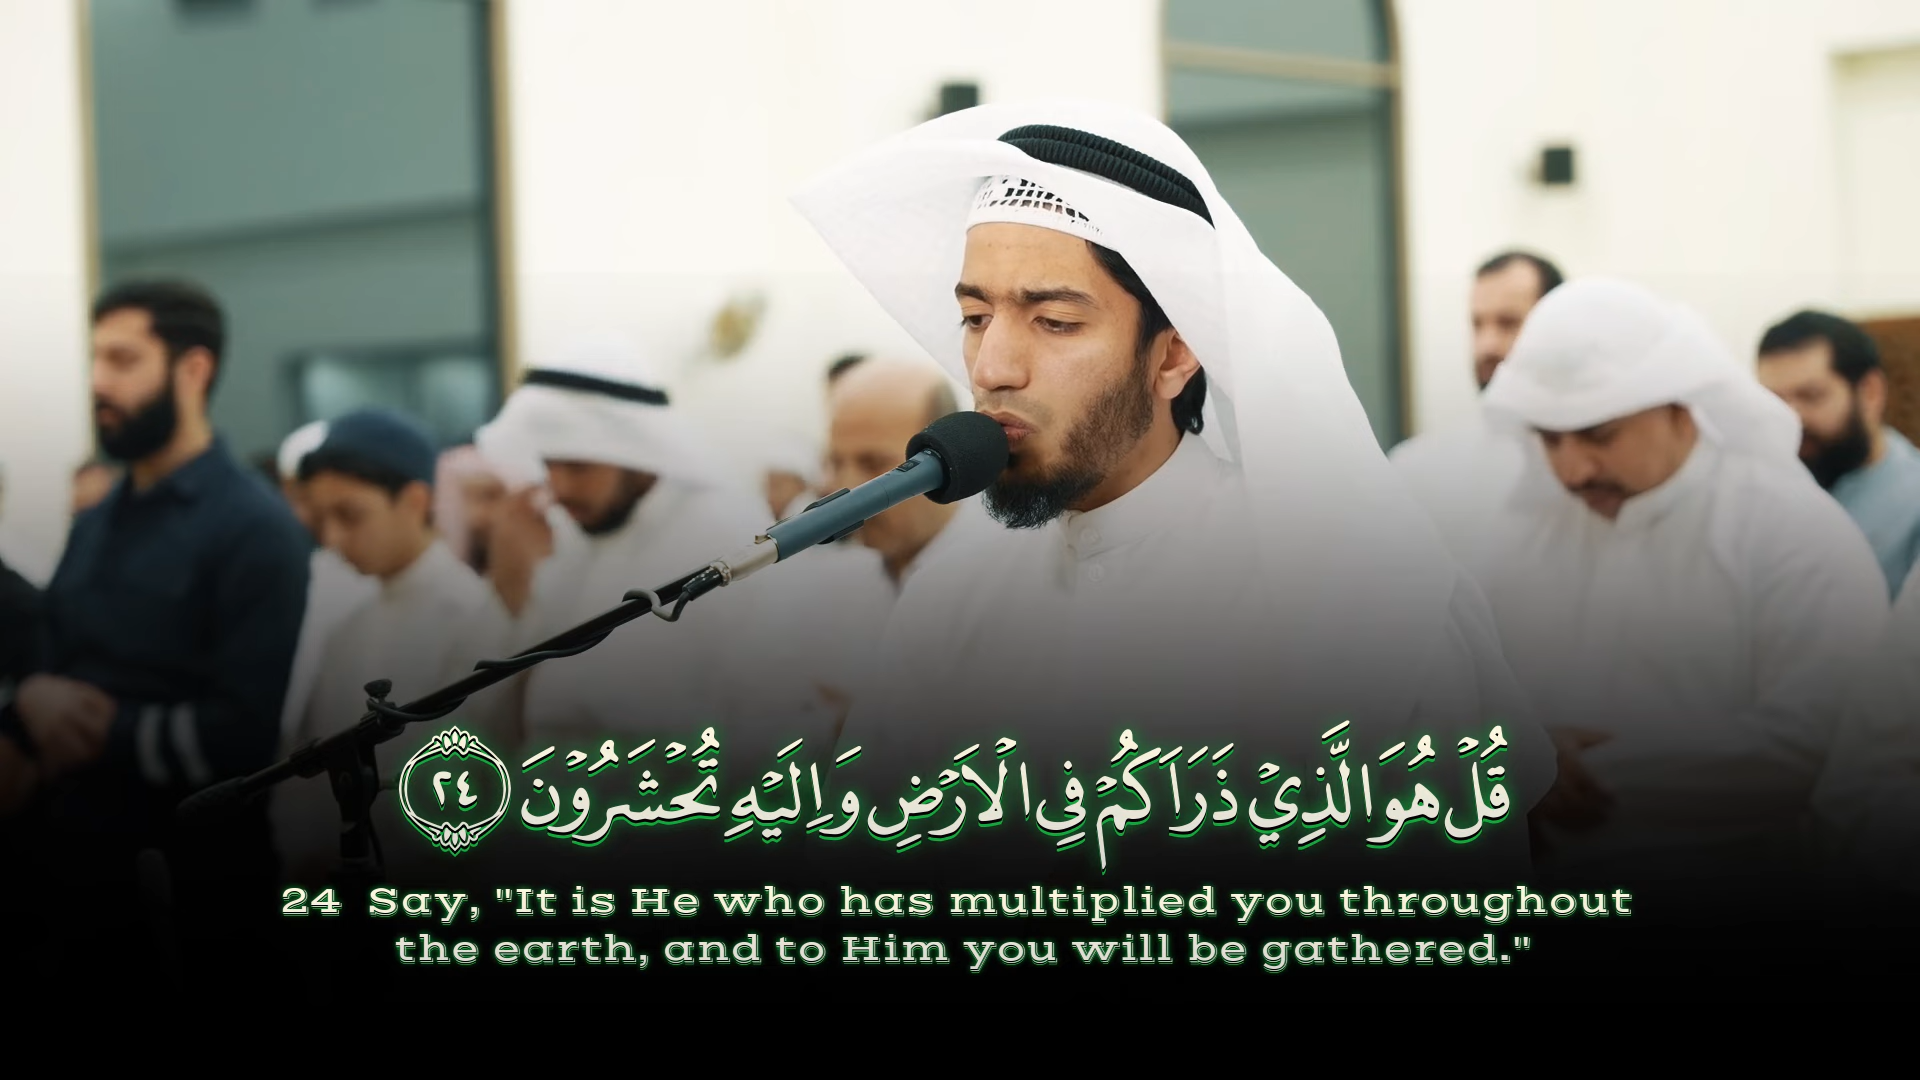 قُلۡ هُوَ الَّذِيۡ ذَرَاَكُمۡ فِى الۡاَرۡضِ وَاِلَيۡهِ تُحۡشَرُوۡنَ ٢٤
24 Say, "It is He who has multiplied you throughout
the earth, and to Him you will be gathered."